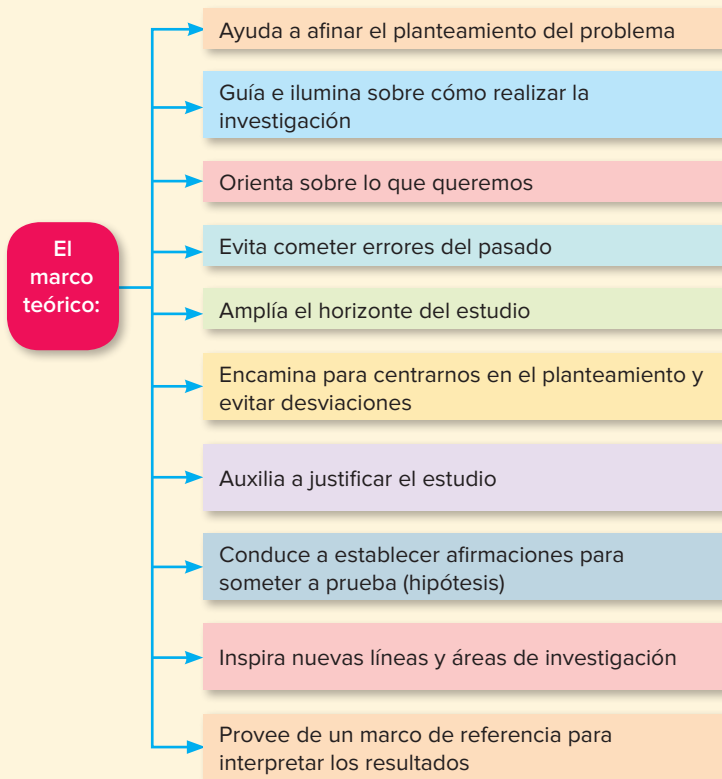 El
marco
teórico:
Ayuda a afinar el planteamiento del problema
Guía e ilumina sobre cómo realizar la
investigación
Orienta sobre lo que queremos
Evita cometer errores del pasado
Amplía el horizonte del estudio
Encamina para centrarnos en el planteamiento y
evitar desviaciones
Auxilia a justificar el estudio
Conduce a establecer afirmaciones para
someter a prueba (hipótesis)
Inspira nuevas líneas y áreas de investigación
Provee de un marco de referencia para
interpretar los resultados